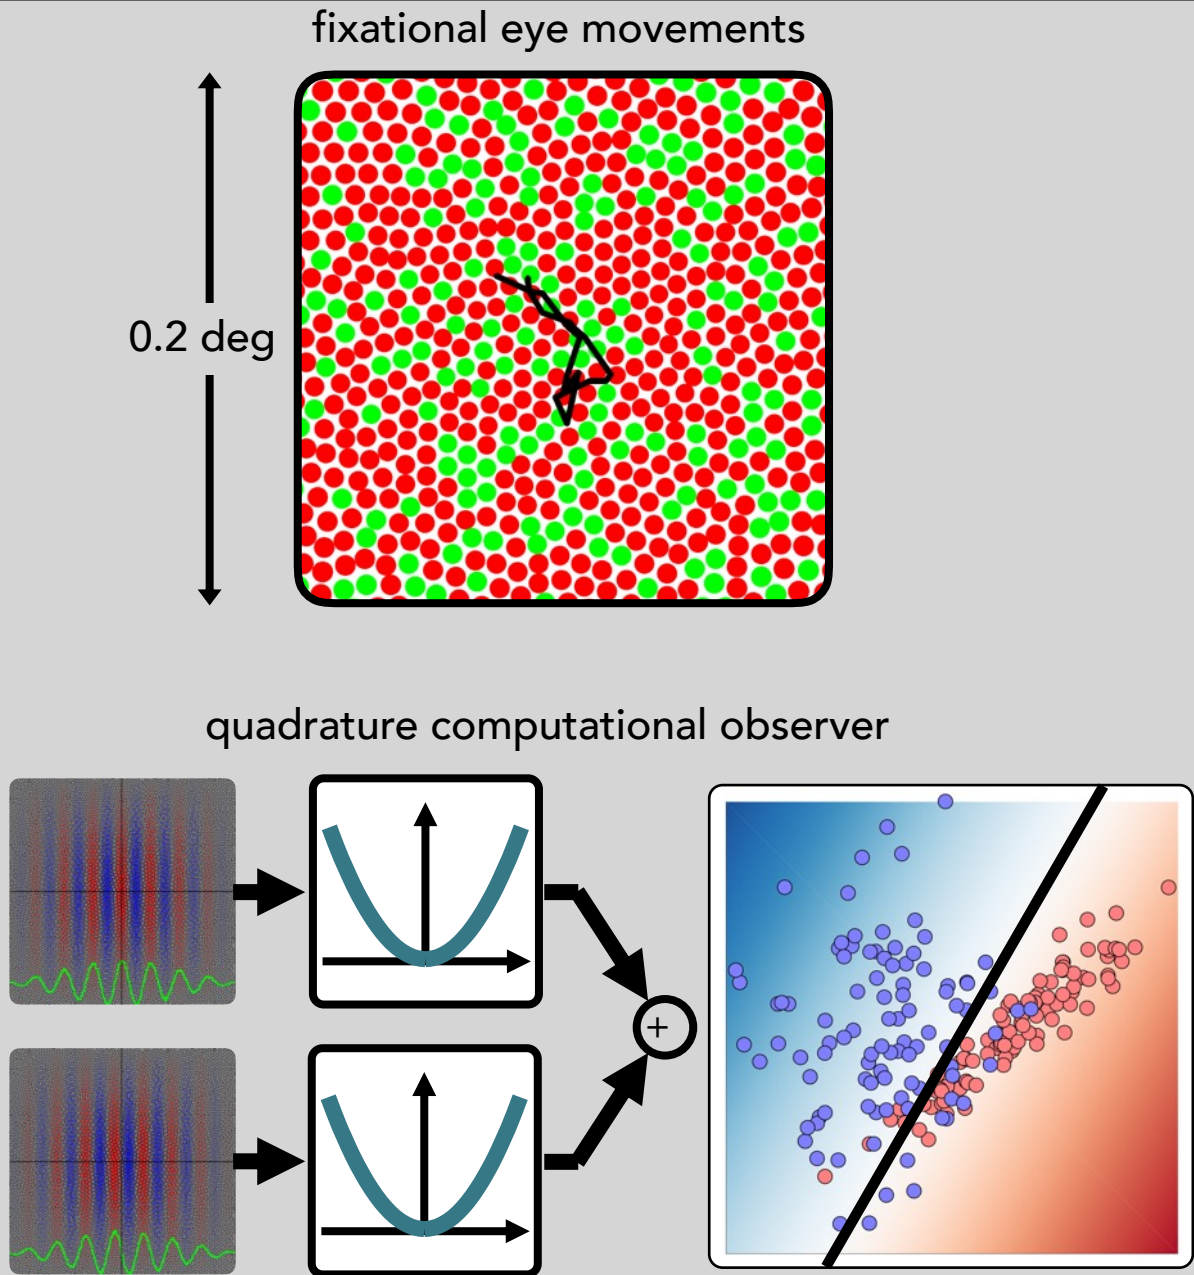 fixational eye movements
0.2 deg
quadrature computational observer
+